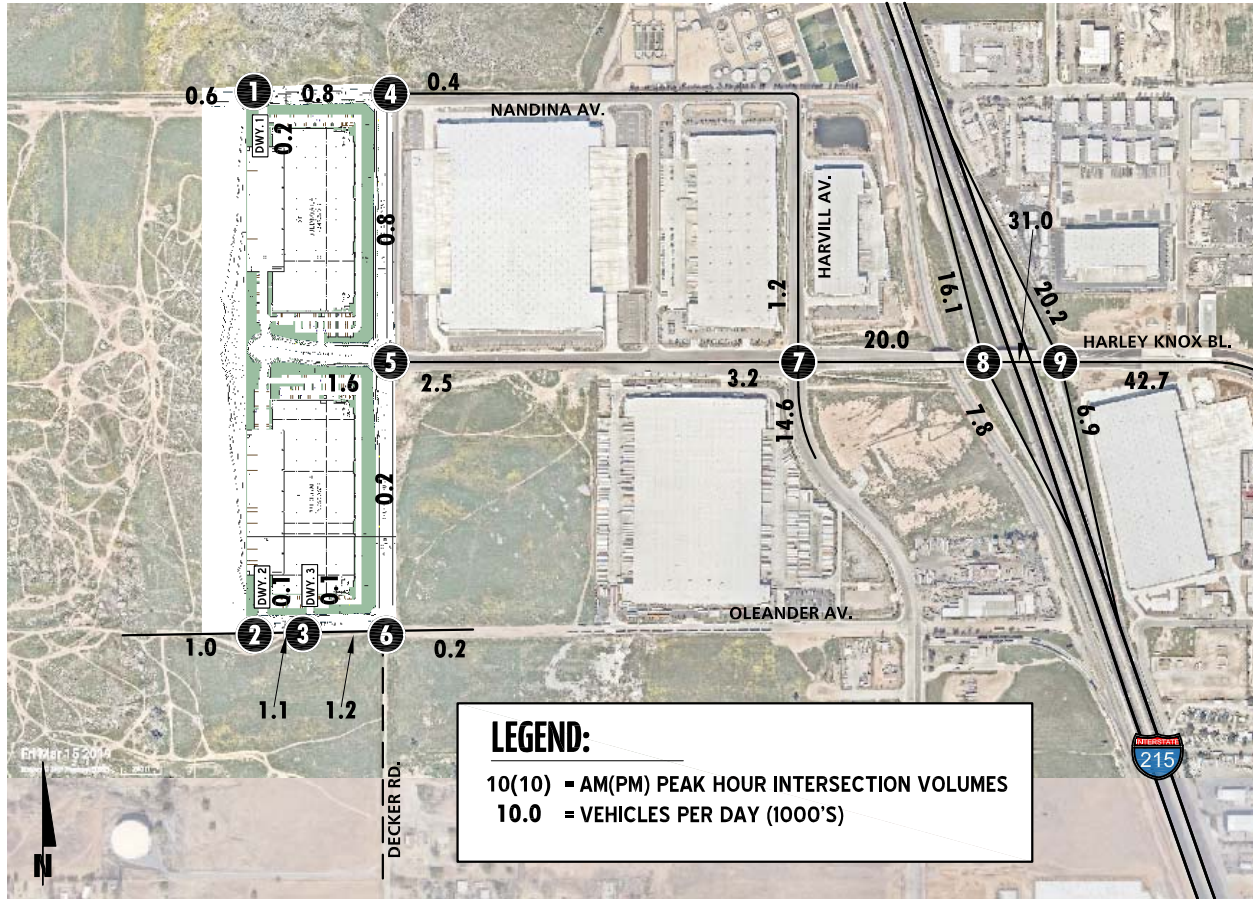 0.6
1
0.8
4
0.4
NANDINA AV.
DWY. 1
0.2
0.8
HARVILL AV.
1.2
31.0
16.1
20.2
20.0
HARLEY KNOX BL.
5
7
8
9
1.6
2.5
3.2
42.7
14.6
7.8
6.9
0.2
DWY. 2
0.1
DWY. 3
0.1
OLEANDER AV.
2
3
6
1.0
0.2
1.1
1.2
LEGEND:
10(10) = AM(PM) PEAK HOUR INTERSECTION VOLUMES
10.0 = VEHICLES PER DAY (1000'S)
DECKER RD.
INTERSTATE
215
N